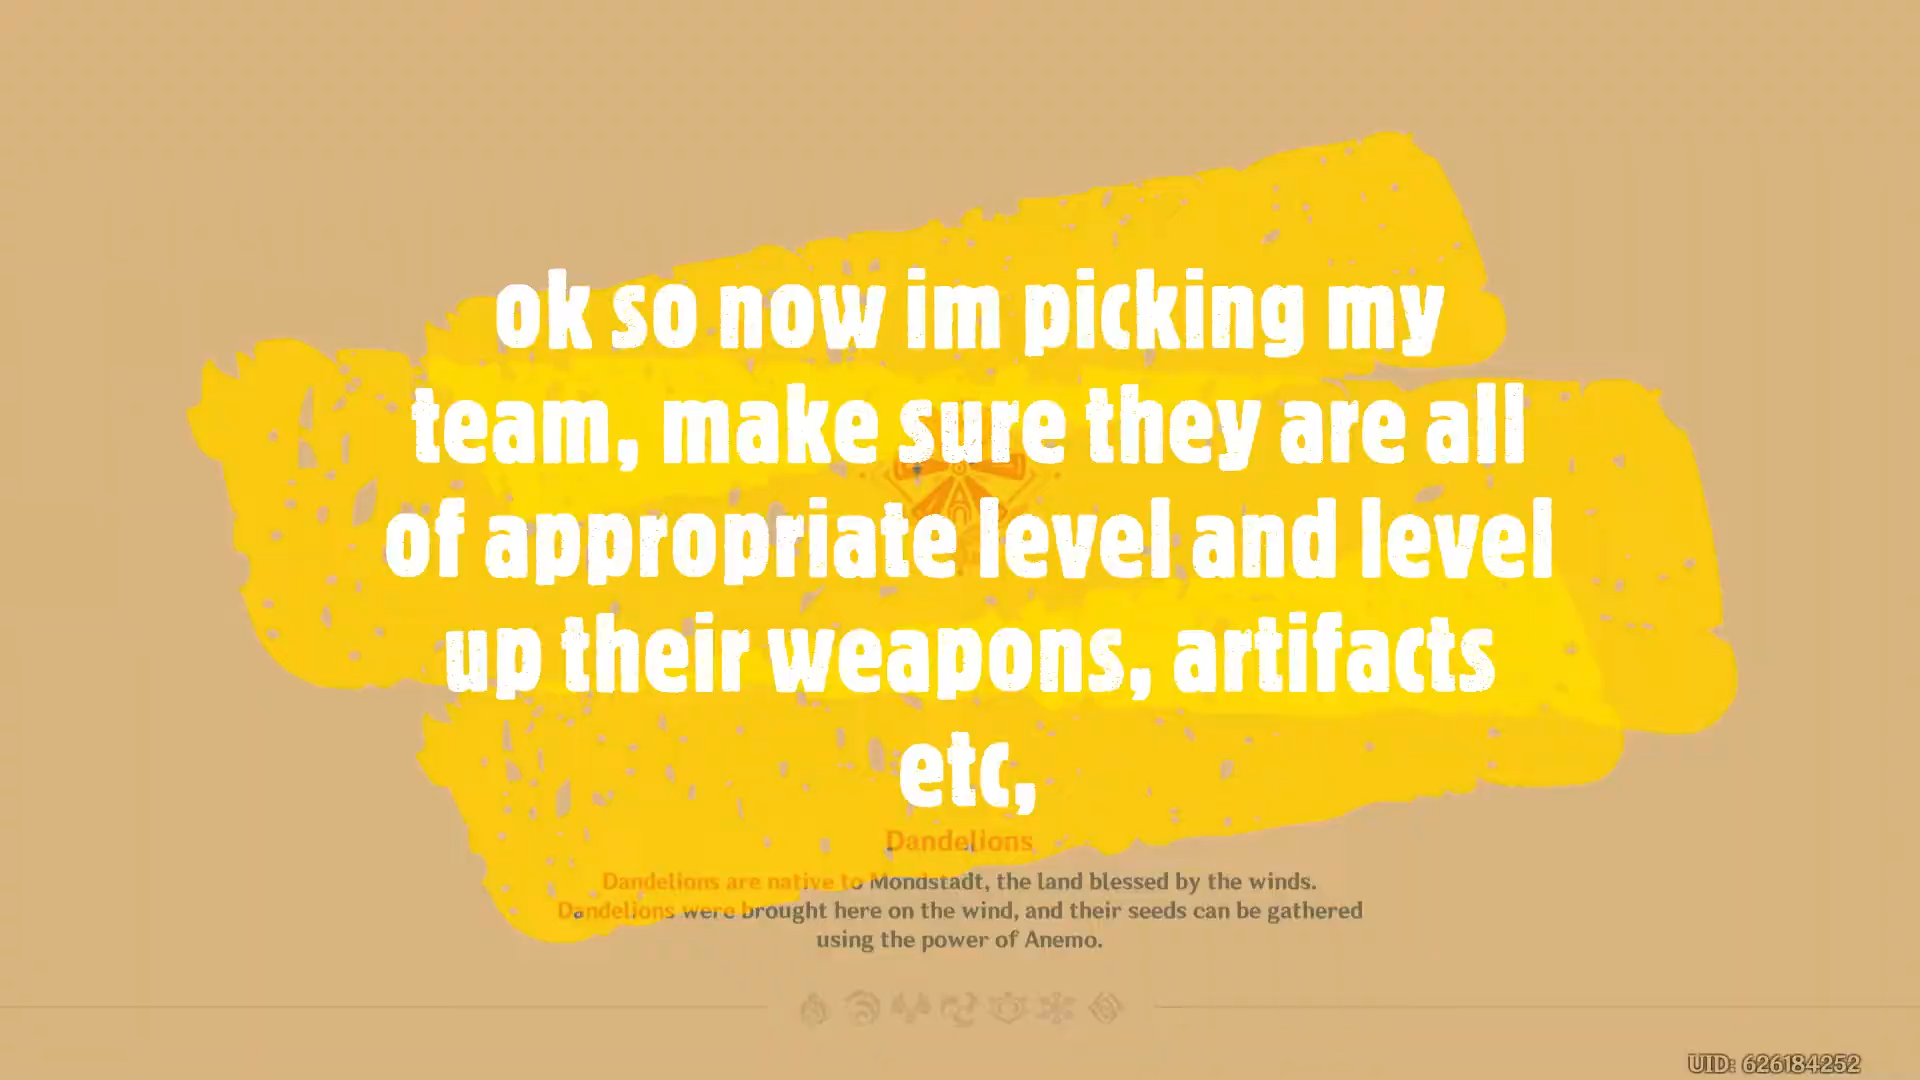 ok so now im picking my
team, make sure they are all
of appropriate level and level
up their weapons, artifacts
etc,
Dandelions
Dandelions are native to Mondstadt, the land blessed by the winds.
Dandelions were brought here on the wind, and their seeds can be gathered
using the power of Anemo.
UID: 626184252